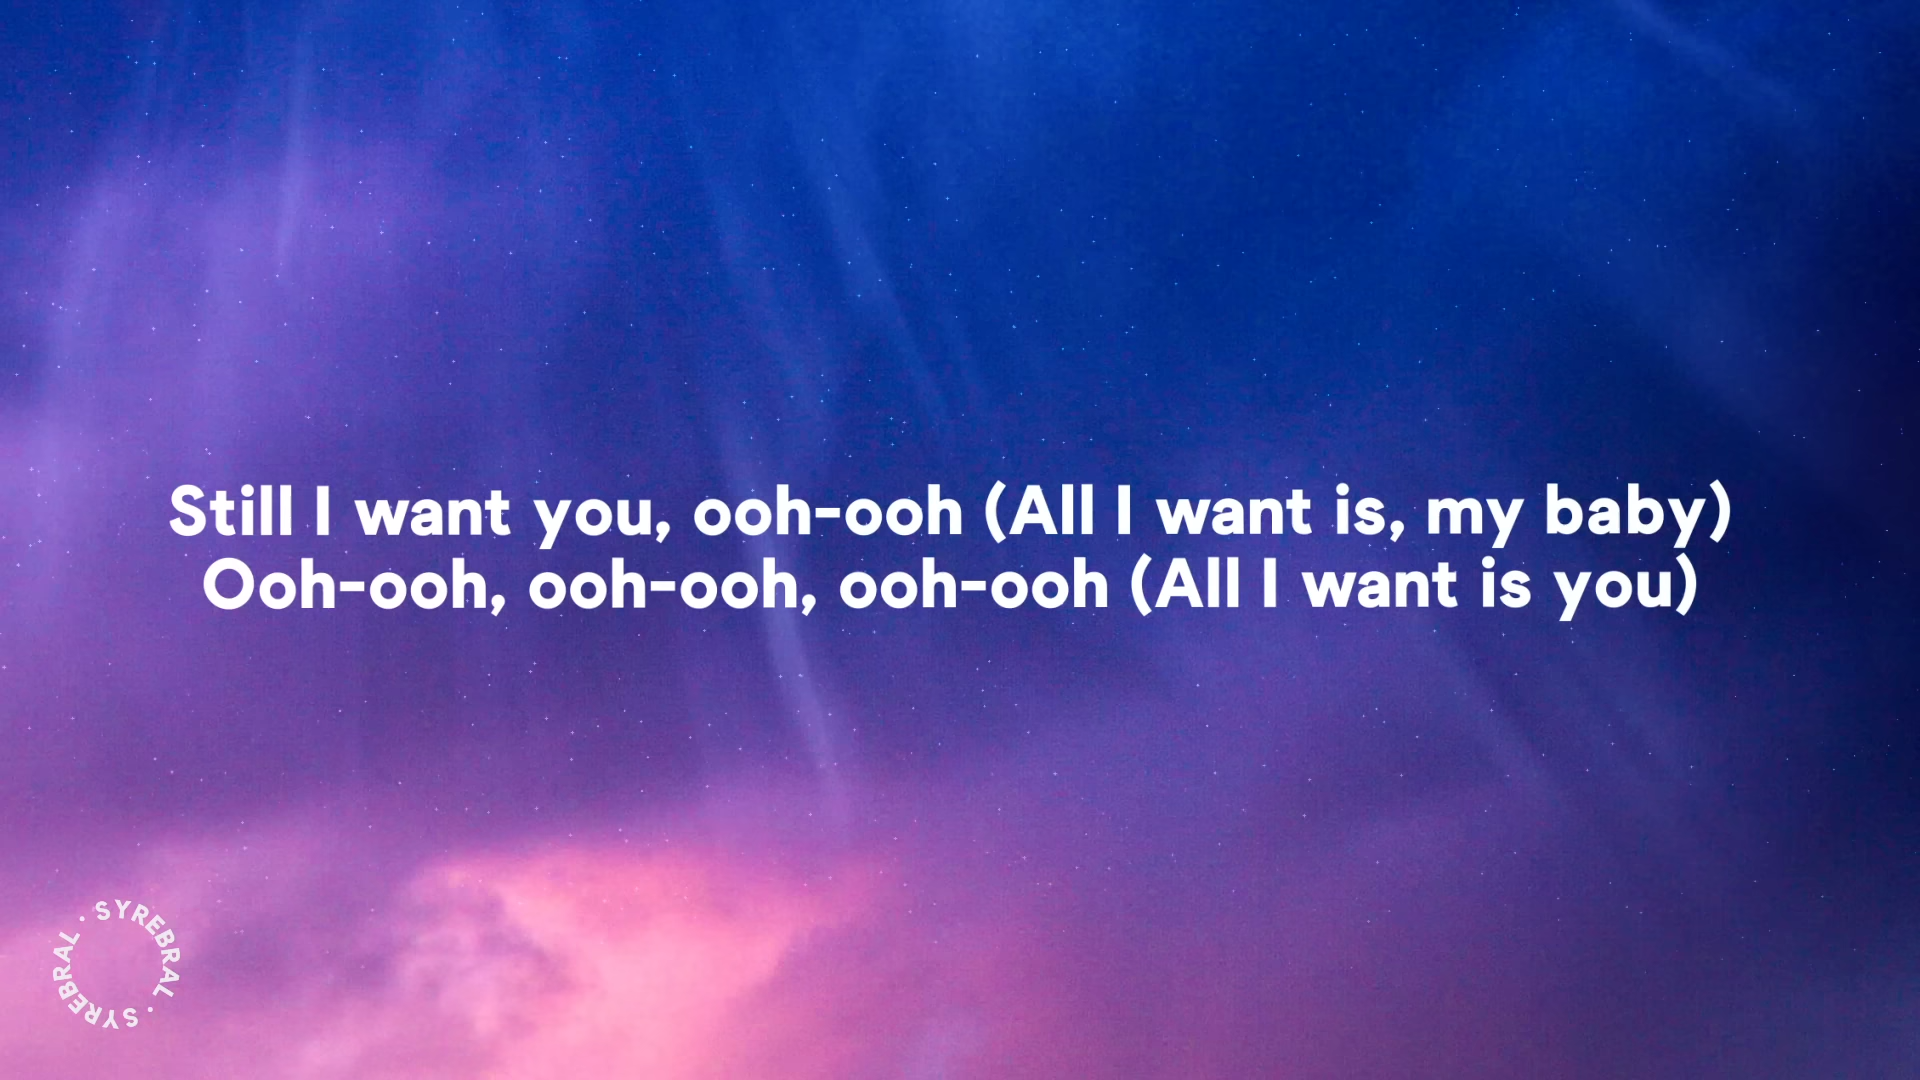 Still I want you, ooh-ooh (All I want is, my baby)
Ooh-ooh, ooh-ooh, ooh-ooh (All I want is you)
SYREBRAL · SYREBRAL ·